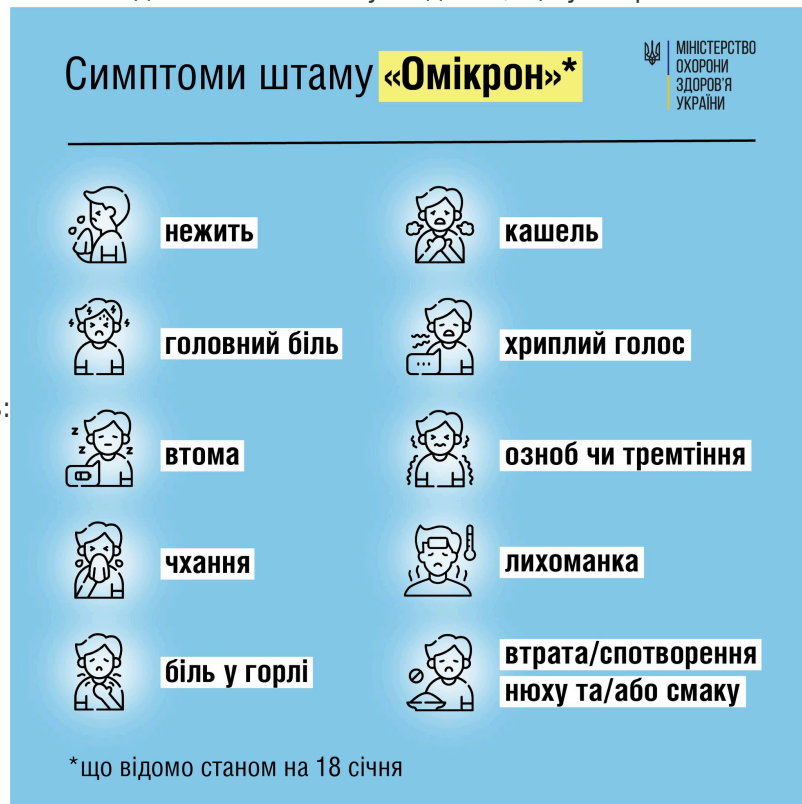 Симптоми штаму «Омікрон»*
МІНІСТЕРСТВО
ОХОРОНИ
ЗДОРОВ'Я
УКРАЇНИ
нежить
кашель
головний біль
хриплий голос
втома
озноб чи тремтіння
чхання
лихоманка
біль у горлі
втрата/спотворення
нюху та/або смаку
*що відомо станом на 18 січня